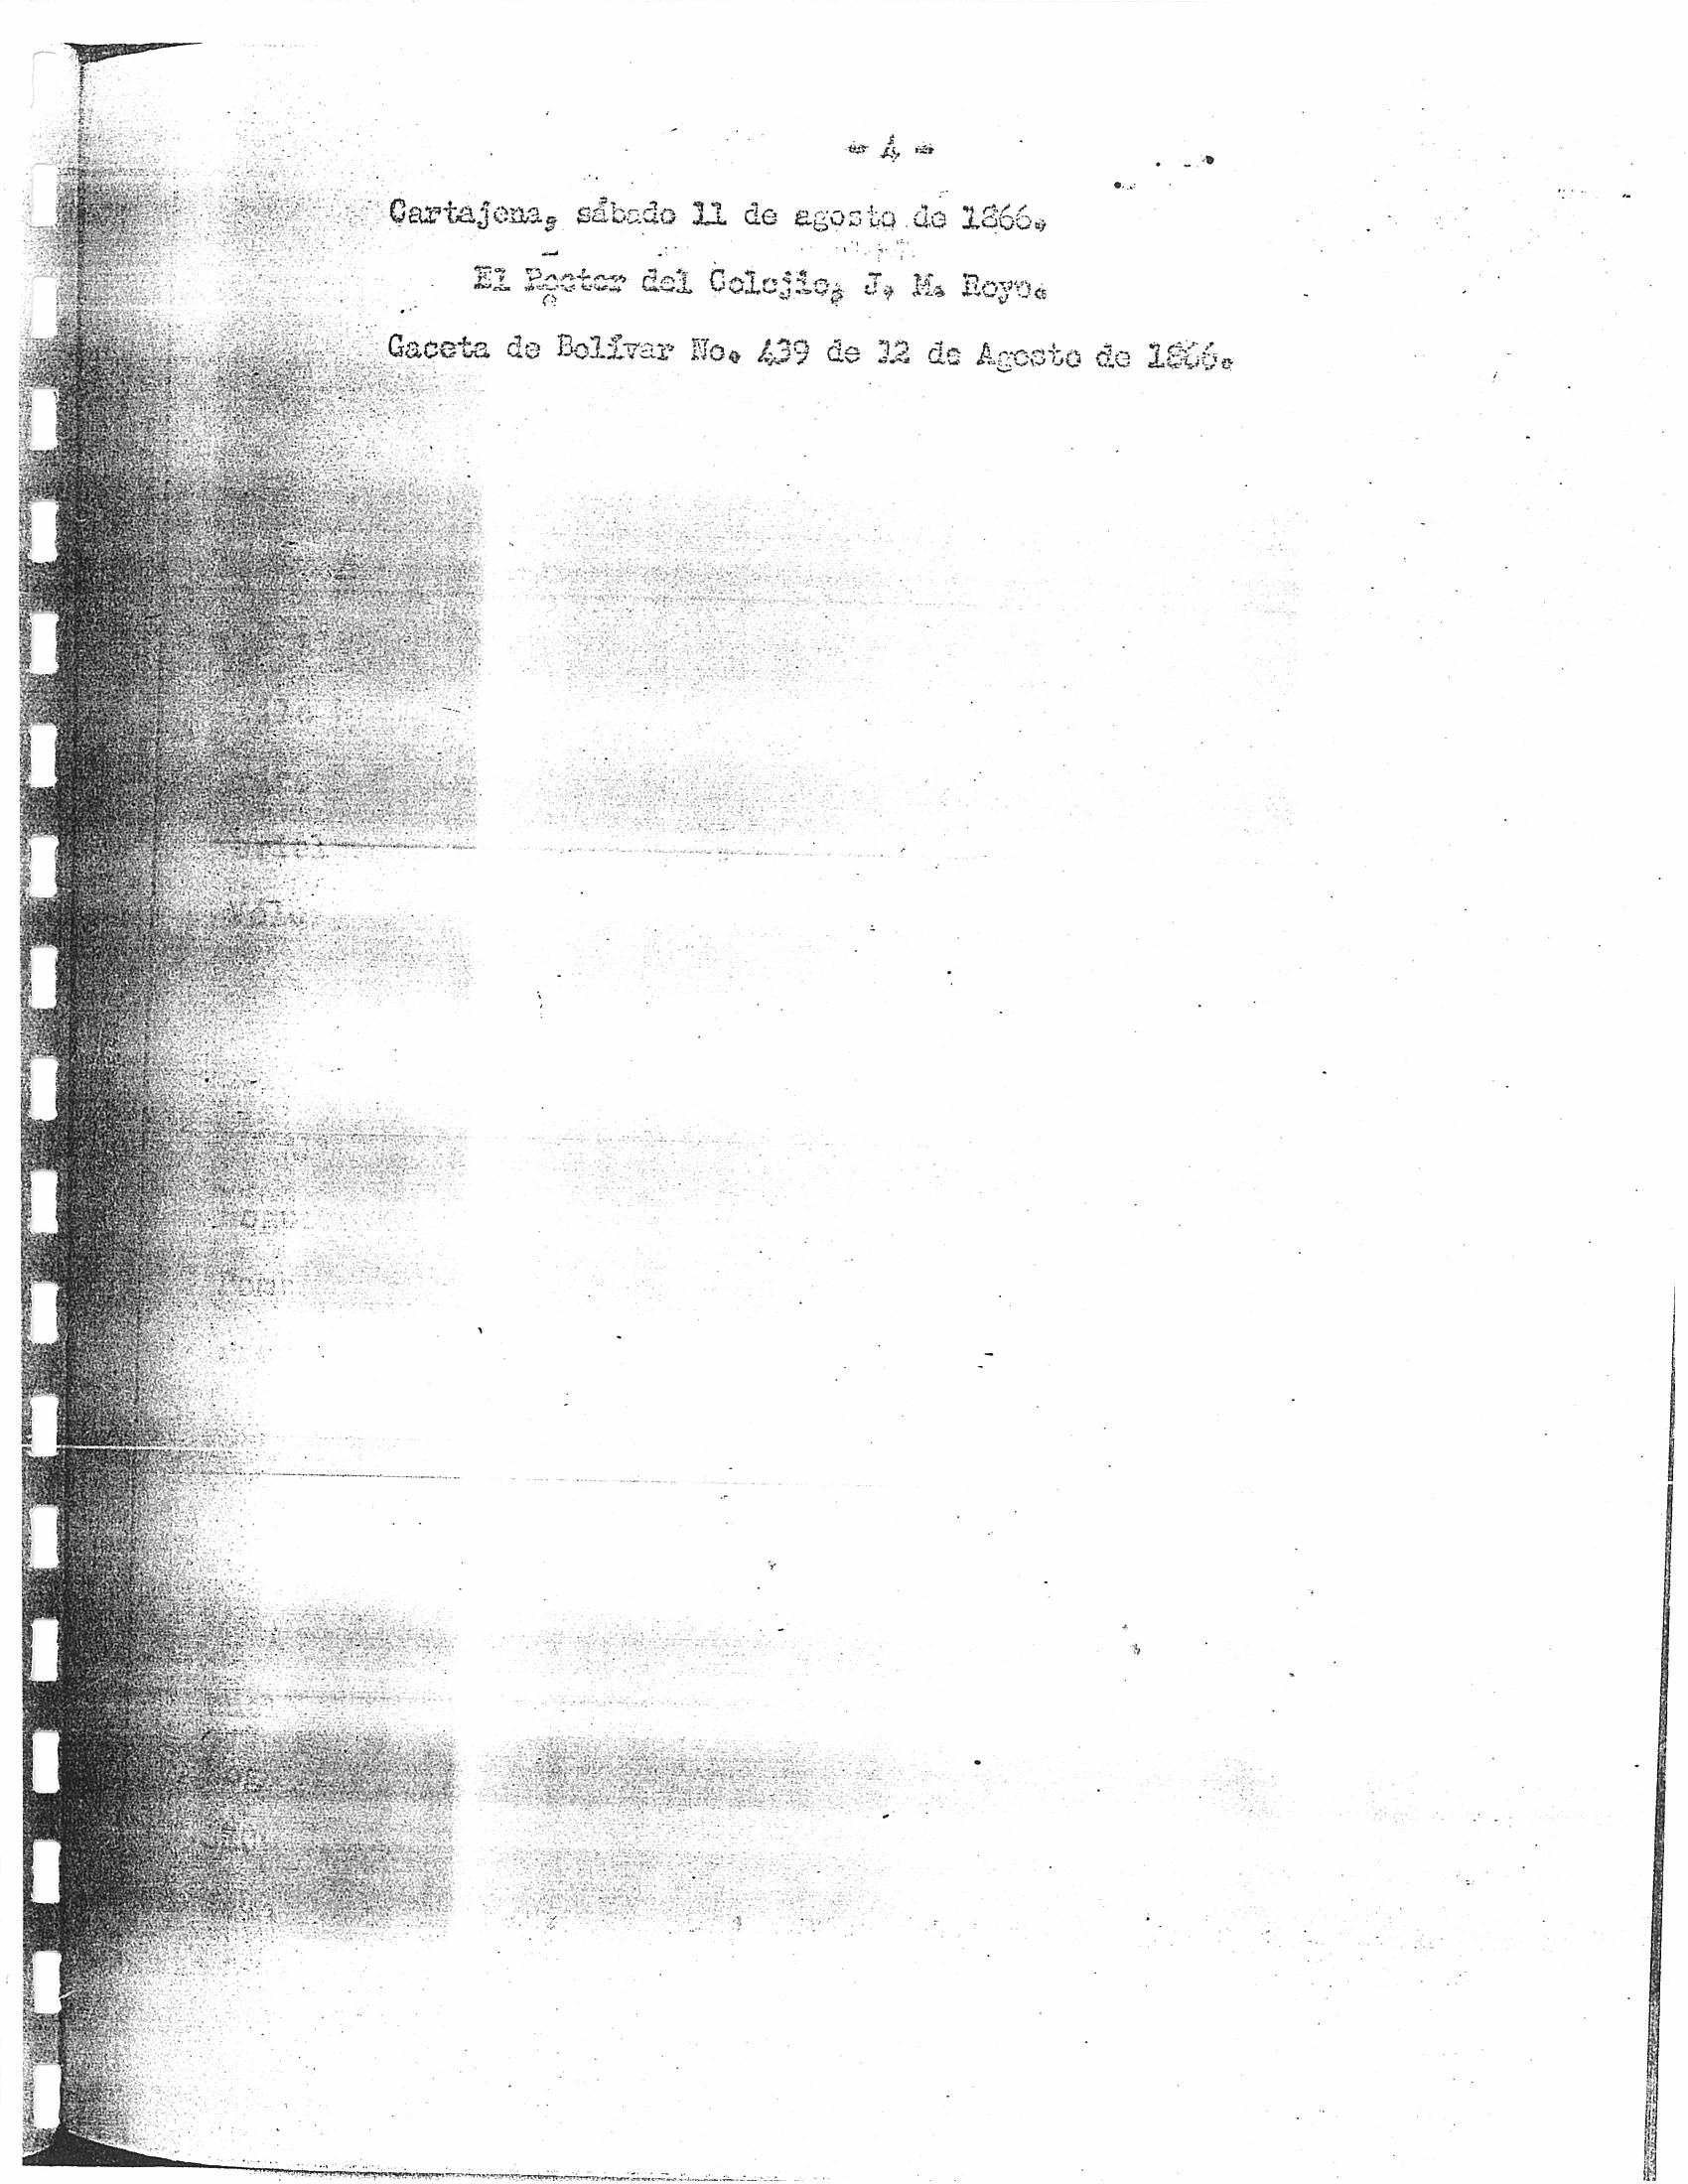 - 4 -
Cartajena, sábado 11 de agosto de 1866.
El Rector del Colejio, J. M. Royo.
Gaceta de Bolívar No. 439 de 12 de Agosto de 1866.